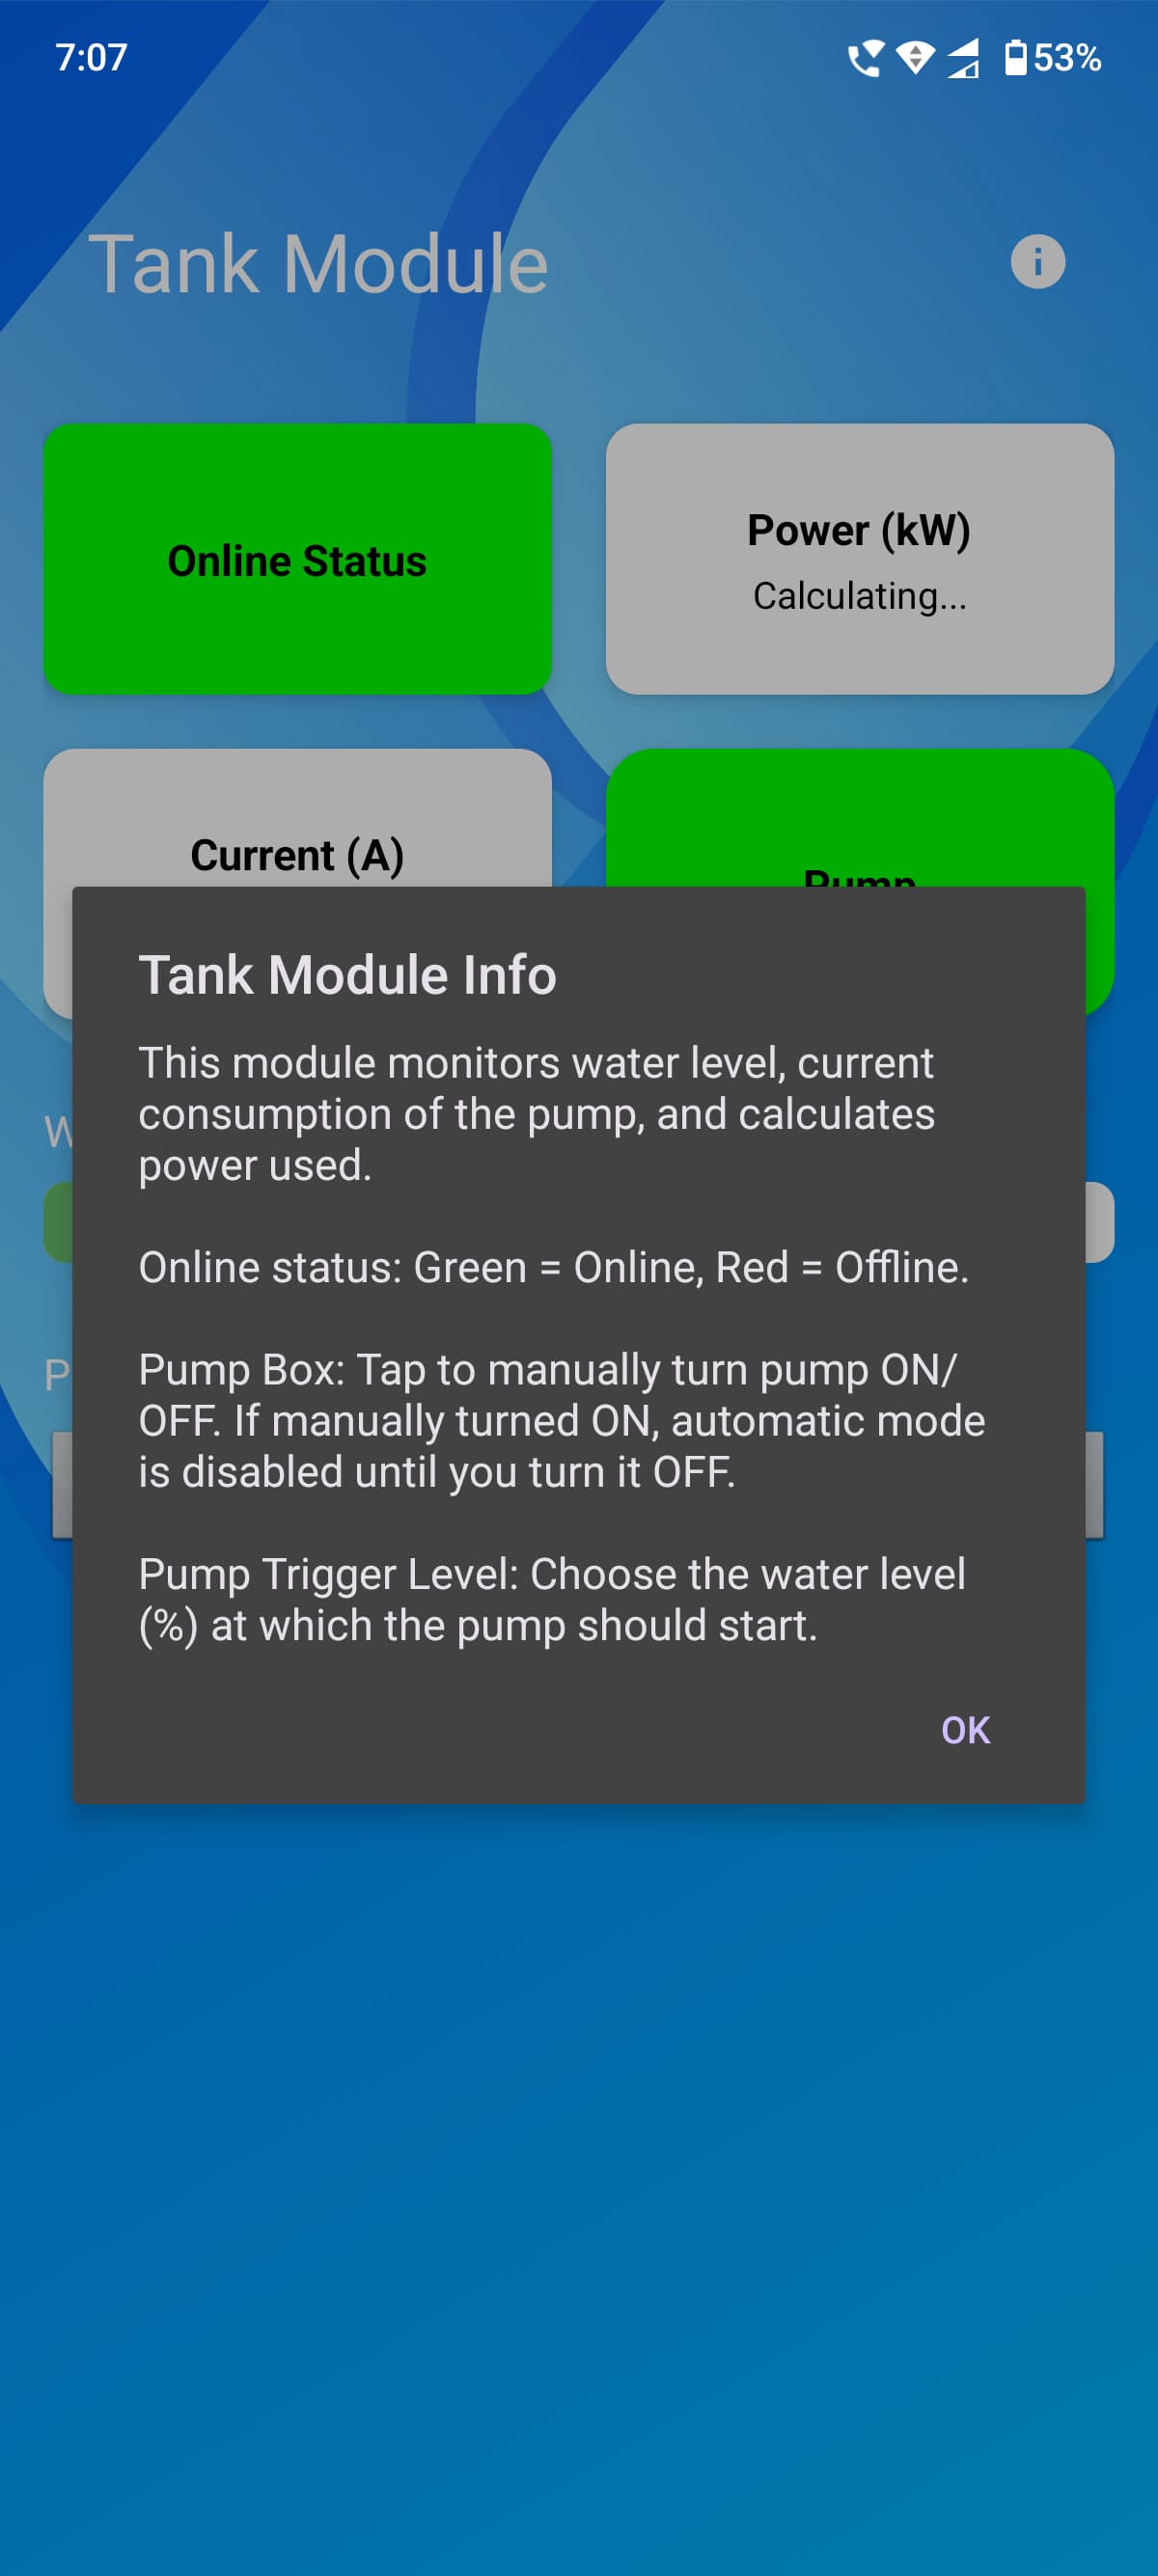 7:07
53%
Tank Module
Online Status
Power (kW)
Calculating...
Current (A)
Pump
Tank Module Info
This module monitors water level, current
consumption of the pump, and calculates
power used.
Online status: Green = Online, Red = Offline.
Pump Box: Tap to manually turn pump ON/
OFF. If manually turned ON, automatic mode
is disabled until you turn it OFF.
Pump Trigger Level: Choose the water level
(%) at which the pump should start.
OK